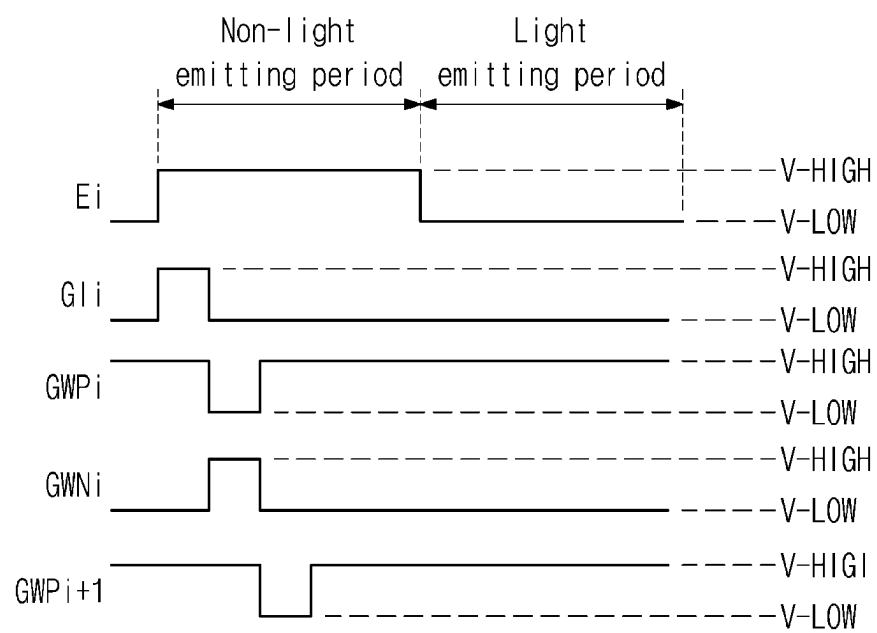 Non-light
emitting period
Light
emitting period
Ei
V-HIGH
V-LOW
GIi
V-HIGH
V-LOW
GWPi
V-HIGH
V-LOW
GWNi
V-HIGH
V-LOW
GWPi+1
V-HIGI
V-LOW